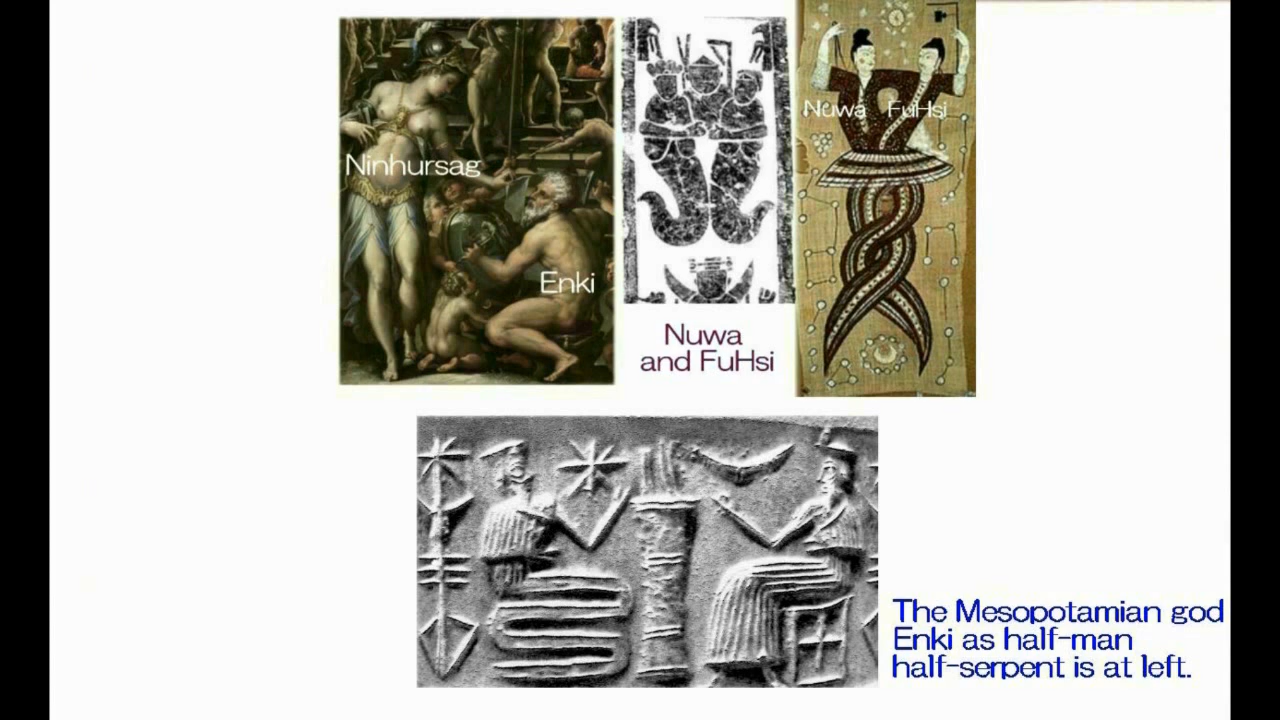 Ninhursag
Enki
Nuwa FuHsi
Nuwa
and FuHsi
The Mesopotamian god
Enki as half-man
half-serpent is at left.